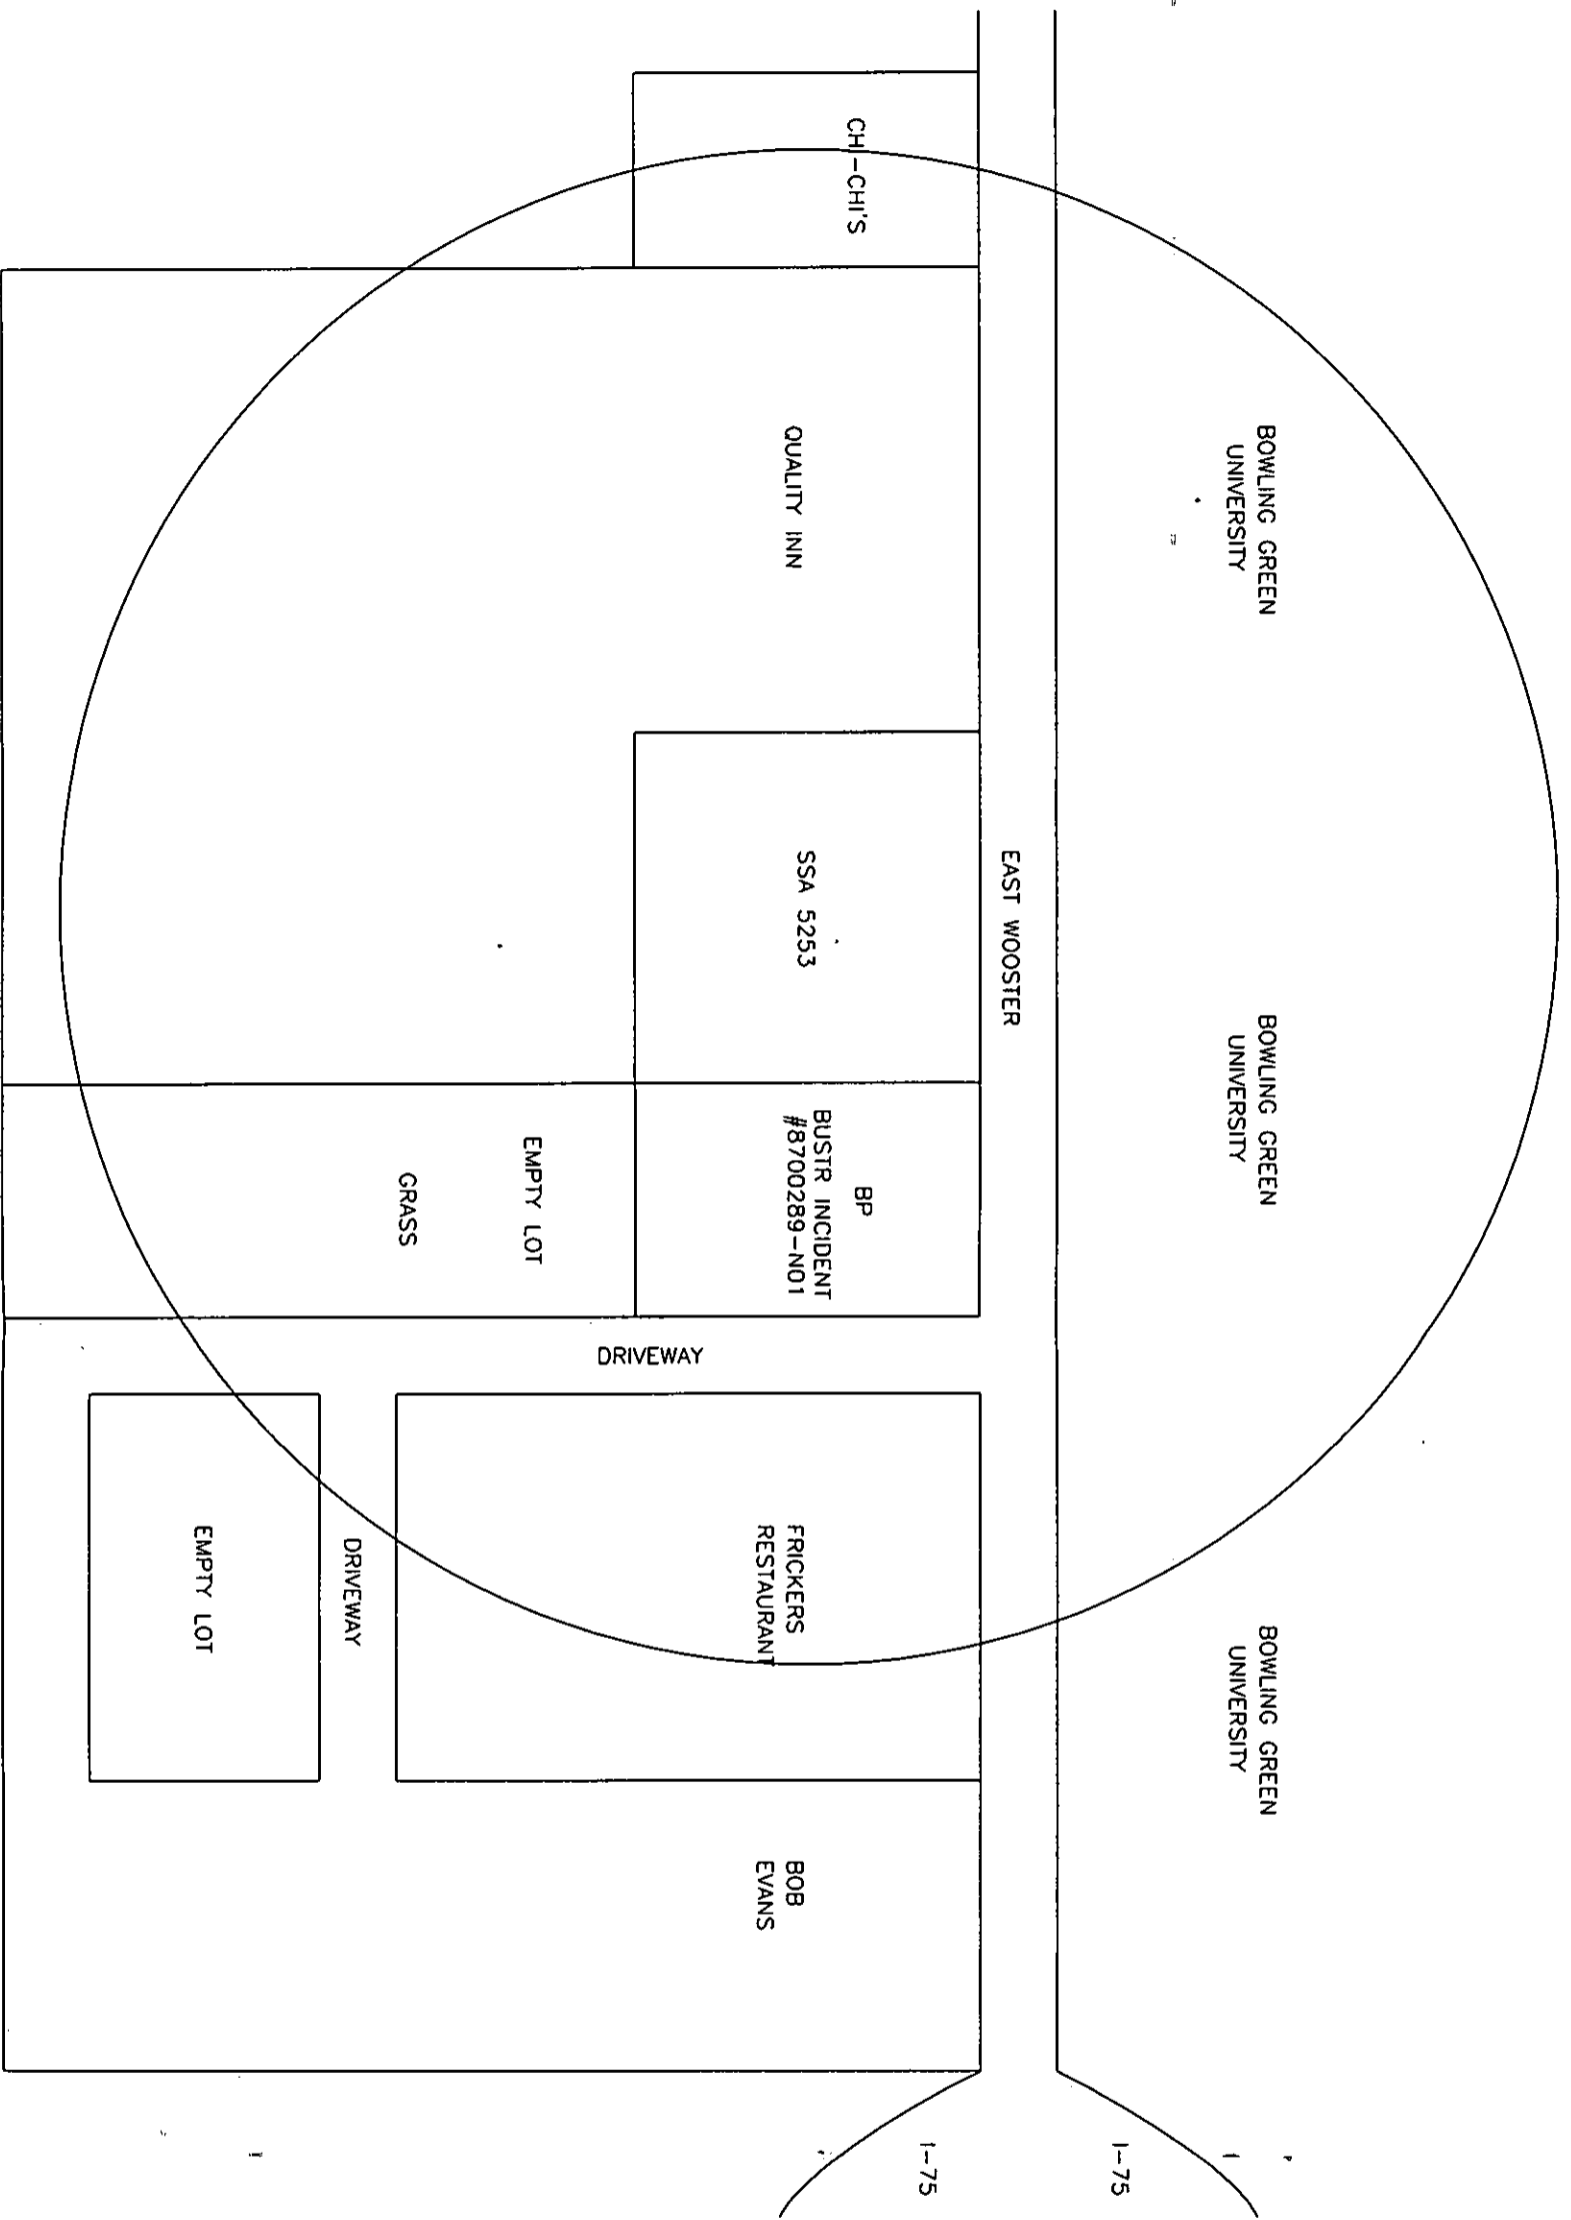 BOWLING GREEN
UNIVERSITY
BOWLING GREEN
UNIVERSITY
BOWLING GREEN
UNIVERSITY
I-75
I-75
EAST WOOSTER
CHI-CHI'S
QUALITY INN
SSA 5253
BP
BUSTR INCIDENT
#8700289-N01
FRICKERS
RESTAURANT
BOB
EVANS
DRIVEWAY
EMPTY LOT
GRASS
DRIVEWAY
EMPTY LOT